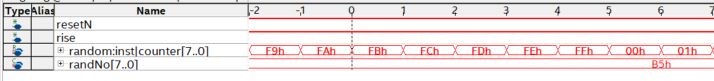 Type Alias Name -2 -1 0 1 2 3 4 5 6 7
resetN
rise
random:inst|counter[7..0] F9h FAh FBh FCh FDh FEh FFh 00h 01h
randNo[7..0] B5h